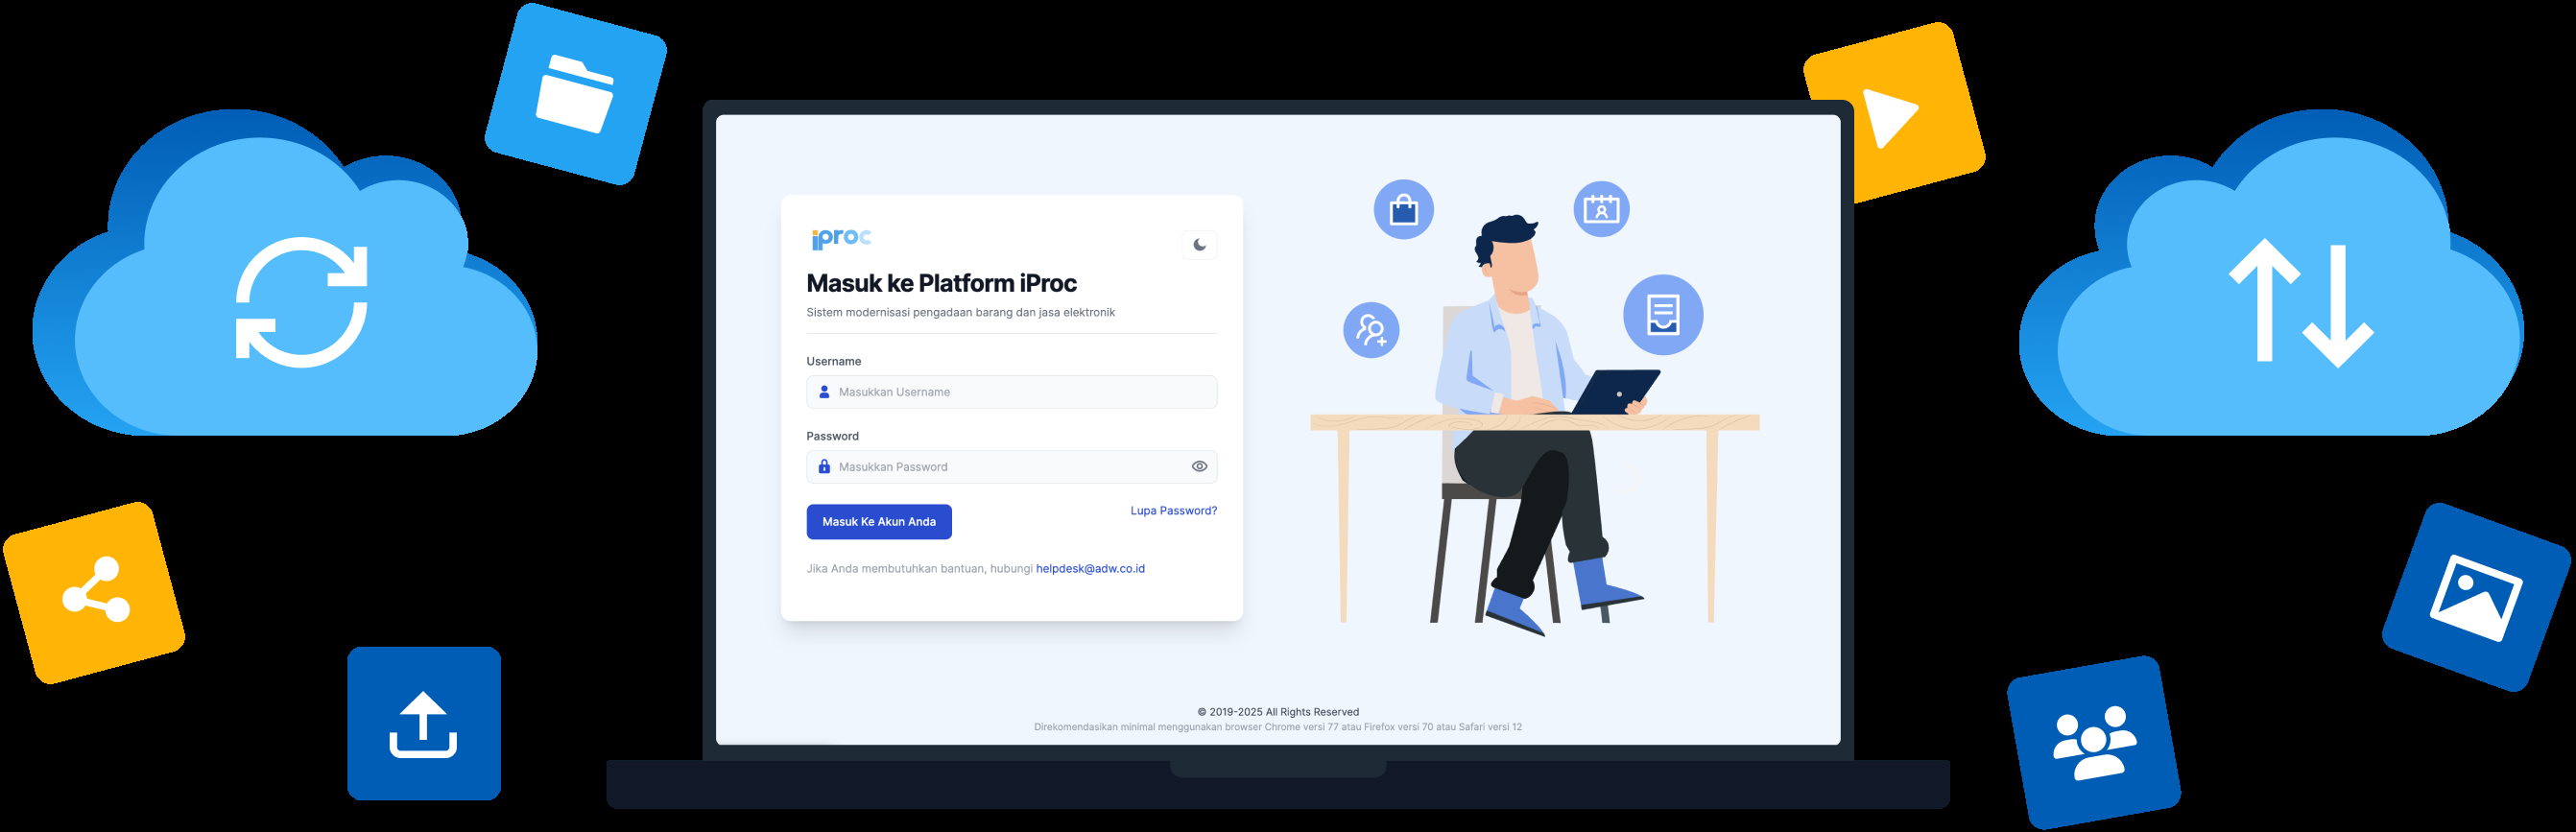 iproc
Masuk ke Platform iProc
Sistem modernisasi pengadaan barang dan jasa elektronik
Username
Masukkan Username
Password
Masukkan Password
Masuk Ke Akun Anda
Lupa Password?
Jika Anda membutuhkan bantuan, hubungi helpdesk@adw.co.id
© 2019-2025 All Rights Reserved
Direkomendasikan minimal menggunakan browser Chrome versi 77 atau Firefox versi 70 atau Safari versi 12